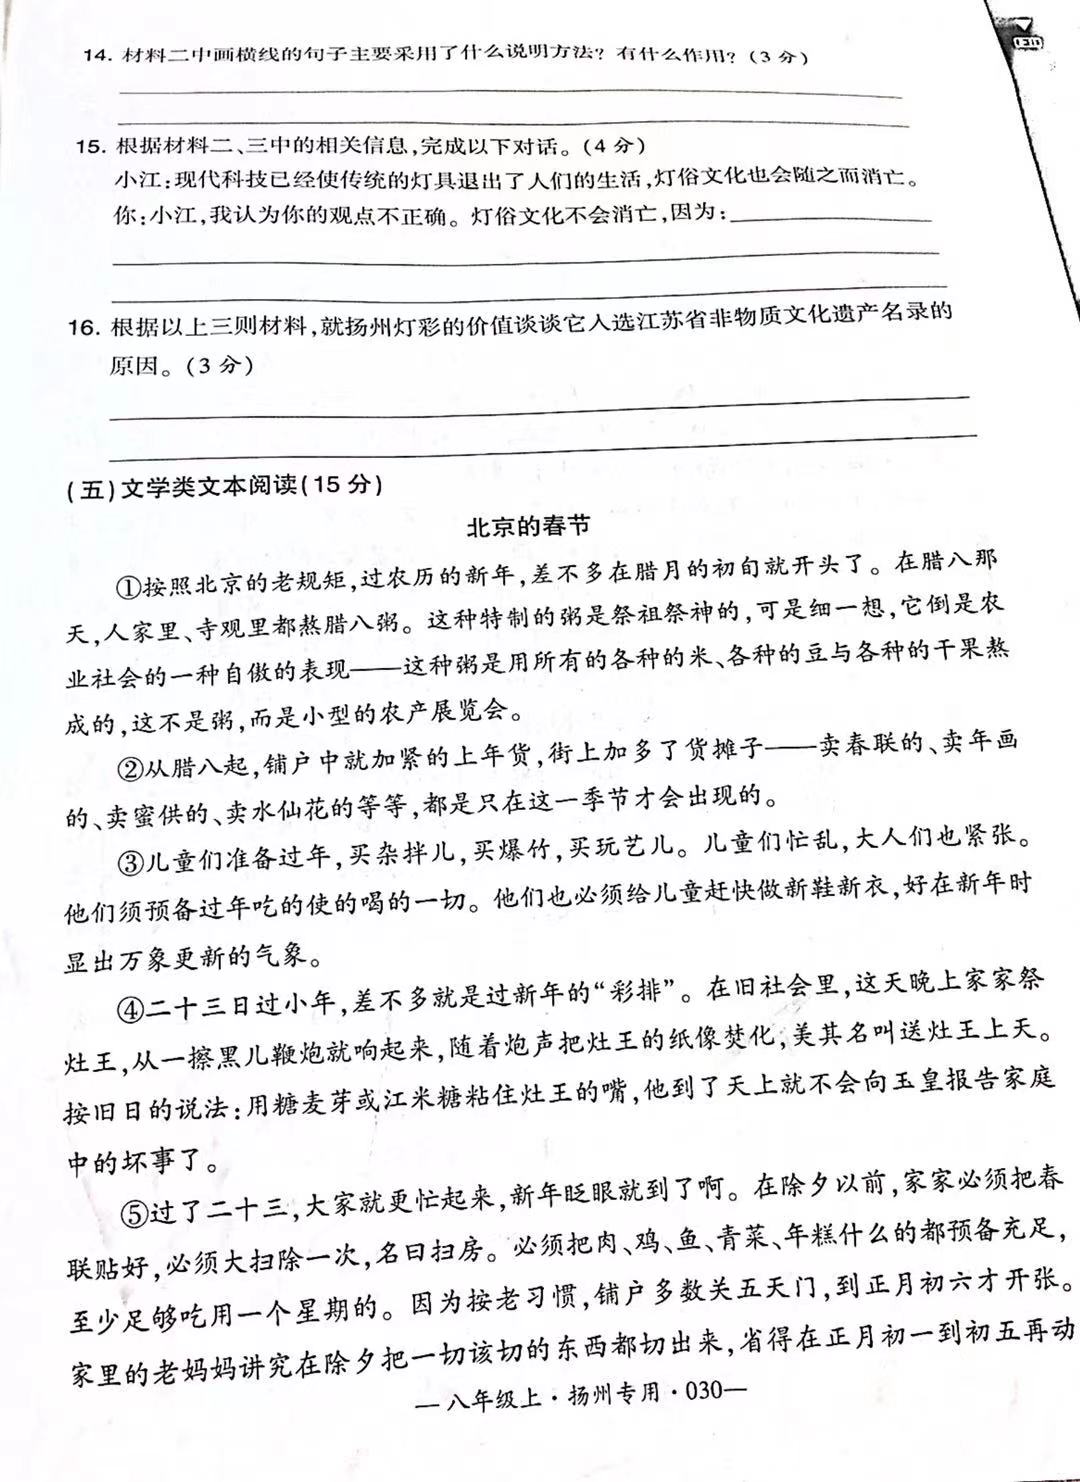 14. 材料二中画横线的句子主要采用了什么说明方法？有什么作用？(3分)
15. 根据材料二、三中的相关信息,完成以下对话。(4分)
小江:现代科技已经使传统的灯具退出了人们的生活,灯俗文化也会随之而消亡。
你:小江,我认为你的观点不正确。灯俗文化不会消亡,因为:
16. 根据以上三则材料,就扬州灯彩的价值谈谈它入选江苏省非物质文化遗产名录的
原因。(3分)
(五)文学类文本阅读(15分)
北京的春节
①按照北京的老规矩,过农历的新年,差不多在腊月的初旬就开头了。在腊八那
天,人家里、寺观里都熬腊八粥。这种特制的粥是祭祖祭神的,可是细一想,它倒是农
业社会的一种自傲的表现——这种粥是用所有的各种的米、各种的豆与各种的干果熬
成的,这不是粥,而是小型的农产展览会。
②从腊八起,铺户中就加紧的上年货,街上加多了货摊子——卖春联的、卖年画
的、卖蜜供的、卖水仙花的等等,都是只在这一季节才会出现的。
③儿童们准备过年,买杂拌儿,买爆竹,买玩艺儿。儿童们忙乱,大人们也紧张。
他们须预备过年吃的使的喝的一切。他们也必须给儿童赶快做新鞋新衣,好在新年时
显出万象更新的气象。
④二十三日过小年,差不多就是过新年的“彩排”。在旧社会里,这天晚上家家祭
灶王,从一擦黑儿鞭炮就响起来,随着炮声把灶王的纸像焚化,美其名叫送灶王上天。
按旧日的说法:用糖麦芽或江米糖粘住灶王的嘴,他到了天上就不会向玉皇报告家庭
中的坏事了。
⑤过了二十三,大家就更忙起来,新年眨眼就到了啊。在除夕以前,家家必须把春
联贴好,必须大扫除一次,名曰扫房。必须把肉、鸡、鱼、青菜、年糕什么的都预备充足,
至少足够吃用一个星期的。因为按老习惯,铺户多数关五天门,到正月初六才开张。
家里的老妈妈讲究在除夕把一切该切的东西都切出来,省得在正月初一到初五再动
—八年级上·扬州专用·030—